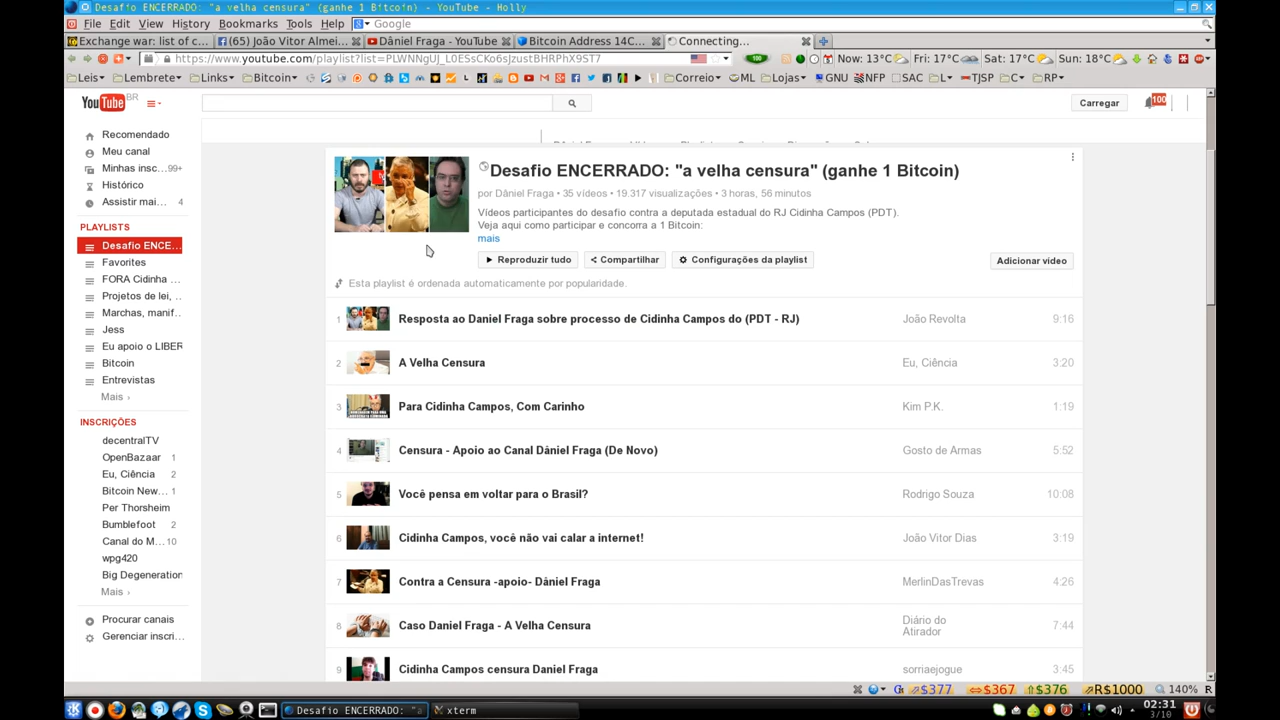 Desafio ENCERRADO: "a velha censura" (ganhe 1 Bitcoin) - YouTube - Holly
File Edit View History Bookmarks Tools Help Google
Exchange war: list of c... (65) João Vitor Almei... Dâniel Fraga - YouTube Bitcoin Address 14C... Connecting...
https://www.youtube.com/playlist?list=PLWNNgUJ_L0ESsCKo6sJzustBHRPhX9ST7 100 Now: 13°C Fri: 17°C Sat: 17°C Sun: 18°C
Leis Lembrete Links Bitcoin Correio ML Lojas GNU NFP SAC L TJSP C RP
YouTube BR
Carregar 100
Recomendado
Meu canal
Minhas insc... 99+
Histórico
Assistir mai... 4
PLAYLISTS
Desafio ENCE...
Favorites
FORA Cidinha ...
Projetos de lei, ...
Marchas, manif...
Jess
Eu apoio o LIBER
Bitcoin
Entrevistas
Mais ›
INSCRIÇÕES
decentralTV
OpenBazaar 1
Eu, Ciência 2
Bitcoin New... 1
Per Thorsheim
Bumblefoot 2
Canal do M... 10
wpg420
Big Degeneration
Mais ›
Procurar canais
Gerenciar inscri...
Desafio ENCERRADO: "a velha censura" (ganhe 1 Bitcoin)
por Dâniel Fraga • 35 vídeos • 19.317 visualizações • 3 horas, 56 minutos
Vídeos participantes do desafio contra a deputada estadual do RJ Cidinha Campos (PDT).
Veja aqui como participar e concorra a 1 Bitcoin:
mais
Reproduzir tudo Compartilhar Configurações da playlist Adicionar vídeo
Esta playlist é ordenada automaticamente por popularidade.
1 Resposta ao Daniel Fraga sobre processo de Cidinha Campos do (PDT - RJ) João Revolta 9:16
2 A Velha Censura Eu, Ciência 3:20
3 Para Cidinha Campos, Com Carinho Kim P.K. 1:19
4 Censura - Apoio ao Canal Dâniel Fraga (De Novo) Gosto de Armas 5:52
5 Você pensa em voltar para o Brasil? Rodrigo Souza 10:08
6 Cidinha Campos, você não vai calar a internet! João Vitor Dias 3:19
7 Contra a Censura -apoio- Dâniel Fraga MerlinDasTrevas 4:26
8 Caso Daniel Fraga - A Velha Censura Diário do Atirador 7:44
9 Cidinha Campos censura Daniel Fraga sorriaejogue 3:45
$377 $367 $376 R$1000 140%
Desafio ENCERRADO: "a xterm 02:31
3/10